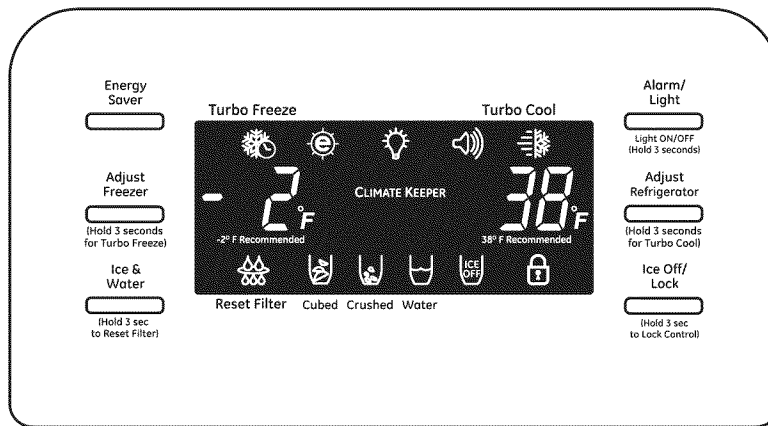 Energy
Saver
Adjust
Freezer
(Hold 3 seconds
for Turbo Freeze)
Ice &
Water
(Hold 3 sec
to Reset Filter)
Turbo Freeze
Turbo Cool
e
-2°F
CLIMATE KEEPER
38°F
-2° F Recommended
38° F Recommended
ICE
OFF
Reset Filter
Cubed
Crushed
Water
Alarm/
Light
Light ON/OFF
(Hold 3 seconds)
Adjust
Refrigerator
(Hold 3 seconds
for Turbo Cool)
Ice Off/
Lock
(Hold 3 sec
to Lock Control)